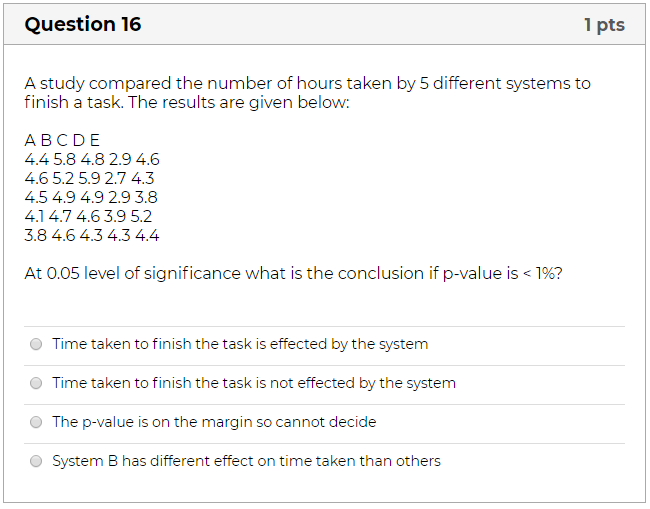 Question 16
1 pts
A study compared the number of hours taken by 5 different systems to
finish a task. The results are given below:
A B C D E
4.4 5.8 4.8 2.9 4.6
4.6 5.2 5.9 2.7 4.3
4.5 4.9 4.9 2.9 3.8
4.1 4.7 4.6 3.9 5.2
3.8 4.6 4.3 4.3 4.4
At 0.05 level of significance what is the conclusion if p-value is < 1%?
Time taken to finish the task is effected by the system
Time taken to finish the task is not effected by the system
The p-value is on the margin so cannot decide
System B has different effect on time taken than others